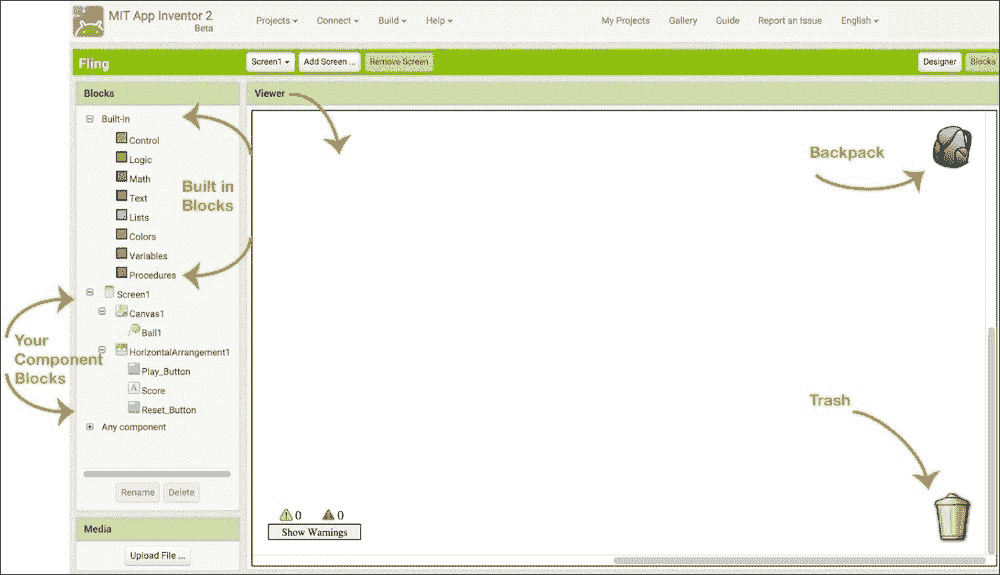 MIT App Inventor 2
Beta
Projects Connect Build Help My Projects Gallery Guide Report an Issue English
Fling Screen1 Add Screen ... Remove Screen Designer Blocks
Blocks
Viewer
Built-in
Control
Logic
Math
Text
Lists
Colors
Variables
Procedures
Screen1
Canvas1
Ball1
HorizontalArrangement1
Play_Button
Score
Reset_Button
Any component
Rename Delete
Media
Upload File ...
Built in
Blocks
Your
Component
Blocks
Backpack
Trash
0 0
Show Warnings